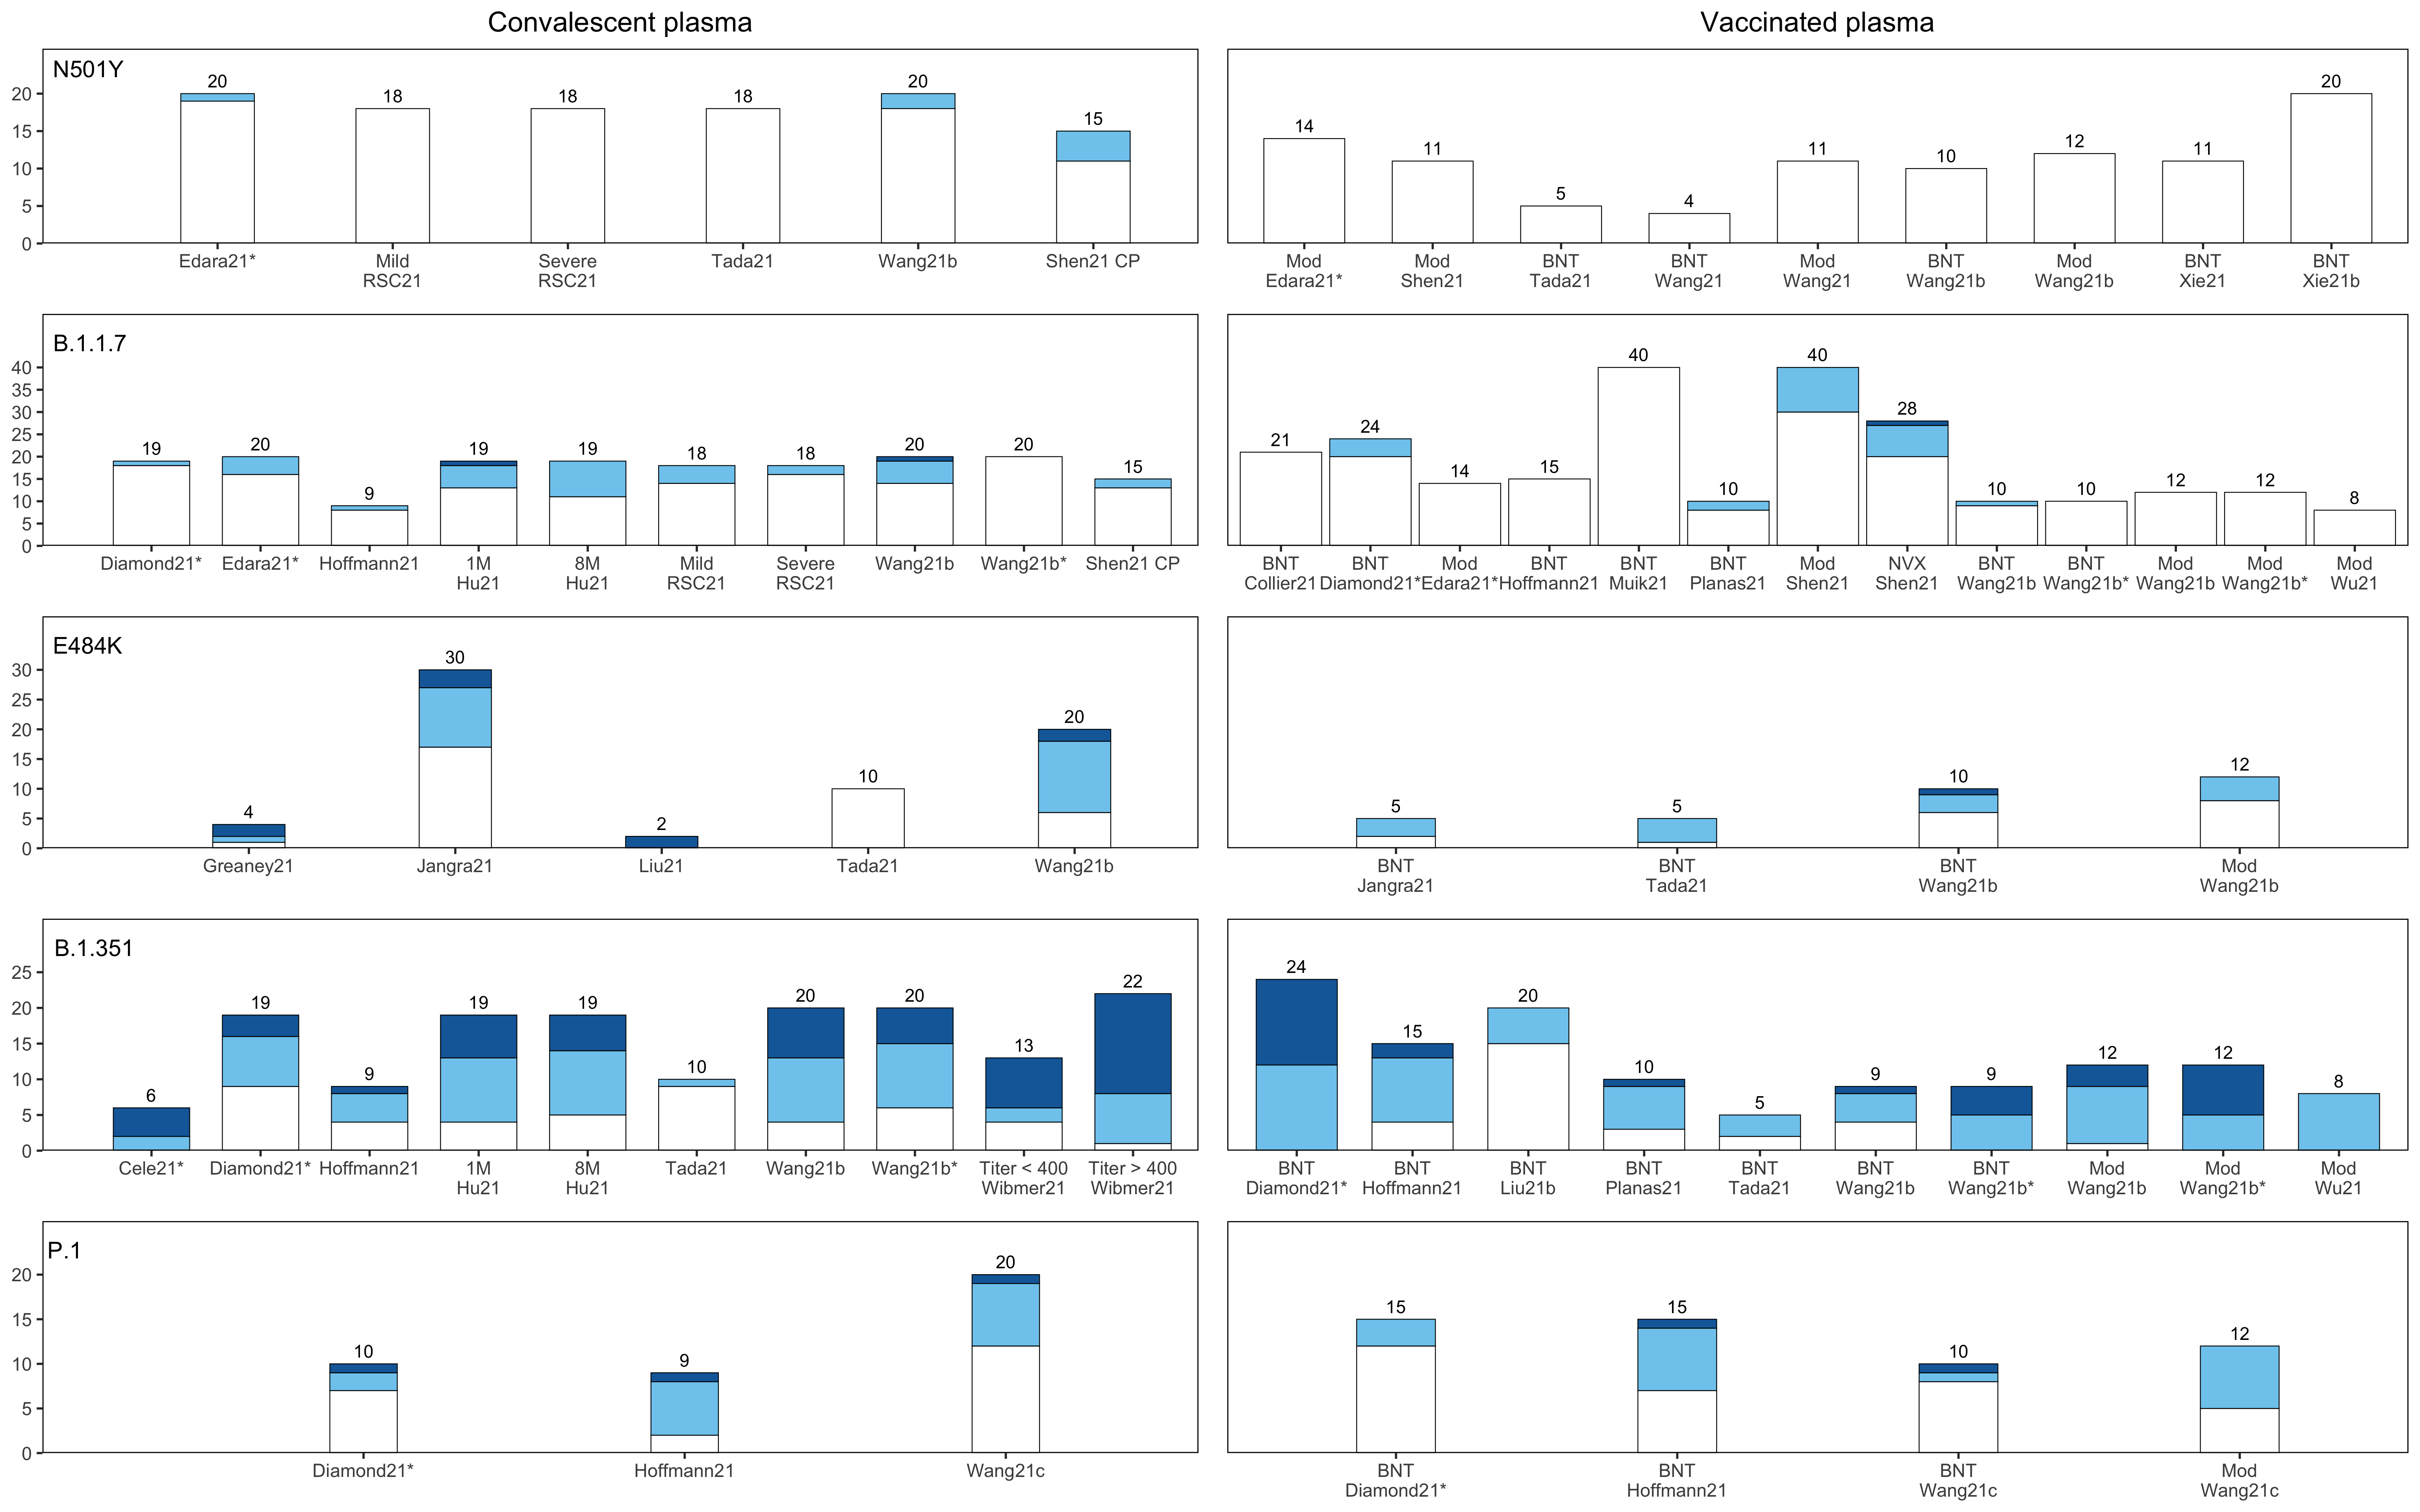 Convalescent plasma
Vaccinated plasma
N501Y
20 18 18 18 20 15
20
15
10
5
0
Edara21* Mild Severe Tada21 Wang21b Shen21 CP
RSC21 RSC21
14 11 5 4 11 10 12 11 20
Mod Mod BNT BNT Mod BNT Mod BNT BNT
Edara21* Shen21 Tada21 Wang21 Wang21 Wang21b Wang21b Xie21 Xie21b
B.1.1.7
19 20 9 19 19 18 18 20 20 15
40
35
30
25
20
15
10
5
0
Diamond21* Edara21* Hoffmann21 1M 8M Mild Severe Wang21b Wang21b* Shen21 CP
Hu21 Hu21 RSC21 RSC21
21 24 14 15 40 10 40 28 10 10 12 12 8
BNT BNT Mod BNT BNT BNT Mod NVX BNT BNT Mod Mod Mod
Collier21 Diamond21* Edara21* Hoffmann21 Muik21 Planas21 Shen21 Shen21 Wang21b Wang21b* Wang21b Wang21b* Wu21
E484K
4 30 2 10 20
30
25
20
15
10
5
0
Greaney21 Jangra21 Liu21 Tada21 Wang21b
5 5 10 12
BNT BNT BNT Mod
Jangra21 Tada21 Wang21b Wang21b
B.1.351
6 19 9 19 19 10 20 20 13 22
25
20
15
10
5
0
Cele21* Diamond21* Hoffmann21 1M 8M Tada21 Wang21b Wang21b* Titer < 400 Titer > 400
Hu21 Hu21 Wibmer21 Wibmer21
24 15 20 10 5 9 9 12 12 8
BNT BNT BNT BNT BNT BNT BNT Mod Mod Mod
Diamond21* Hoffmann21 Liu21b Planas21 Tada21 Wang21b Wang21b* Wang21b Wang21b* Wu21
P.1
10 9 20
20
15
10
5
0
Diamond21* Hoffmann21 Wang21c
15 15 10 12
BNT BNT BNT Mod
Diamond21* Hoffmann21 Wang21c Wang21c